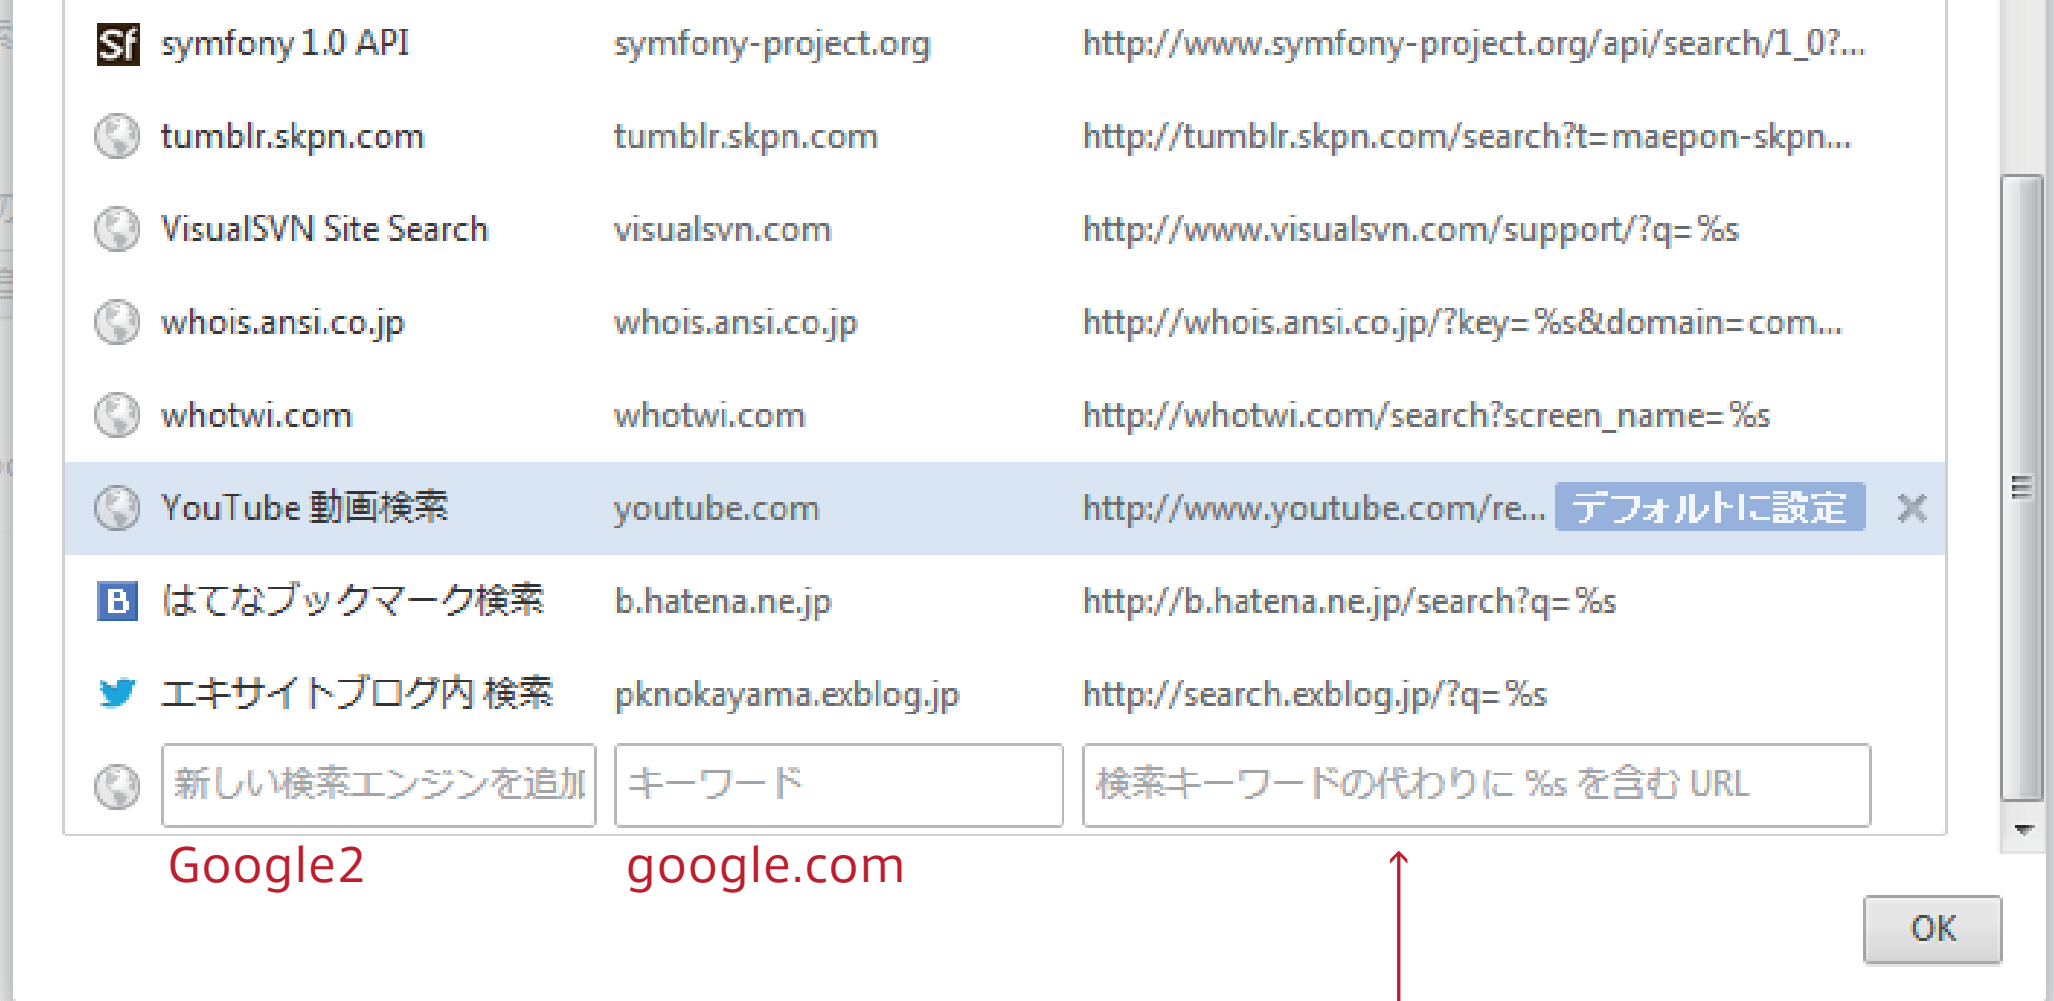 Sf symfony 1.0 API symfony-project.org http://www.symfony-project.org/api/search/1_0?...
tumblr.skpn.com tumblr.skpn.com http://tumblr.skpn.com/search?t=maepon-skpn...
VisualSVN Site Search visualsvn.com http://www.visualsvn.com/support/?q=%s
whois.ansi.co.jp whois.ansi.co.jp http://whois.ansi.co.jp/?key=%s&domain=com...
whotwi.com whotwi.com http://whotwi.com/search?screen_name=%s
YouTube 動画検索 youtube.com http://www.youtube.com/re... デフォルトに設定
B はてなブックマーク検索 b.hatena.ne.jp http://b.hatena.ne.jp/search?q=%s
エキサイトブログ内 検索 pknokayama.exblog.jp http://search.exblog.jp/?q=%s
新しい検索エンジンを追加 キーワード 検索キーワードの代わりに %s を含む URL
Google2 google.com
OK